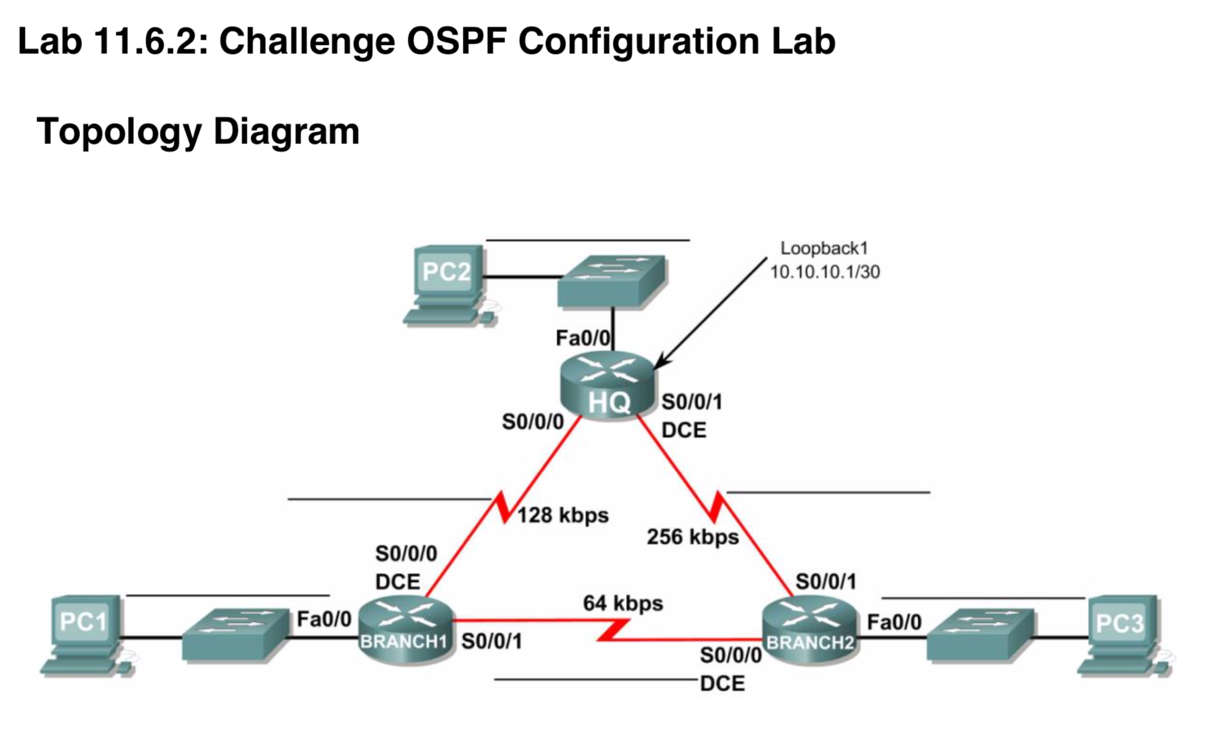 Lab 11.6.2: Challenge OSPF Configuration Lab
Topology Diagram
Loopback1
10.10.10.1/30
PC2
Fa0/0
HQ
S0/0/1
DCE
S0/0/0
128 kbps
256 kbps
S0/0/0
DCE
S0/0/1
64 kbps
PC1
Fa0/0
BRANCH1
S0/0/1
BRANCH2
Fa0/0
PC3
S0/0/0
DCE